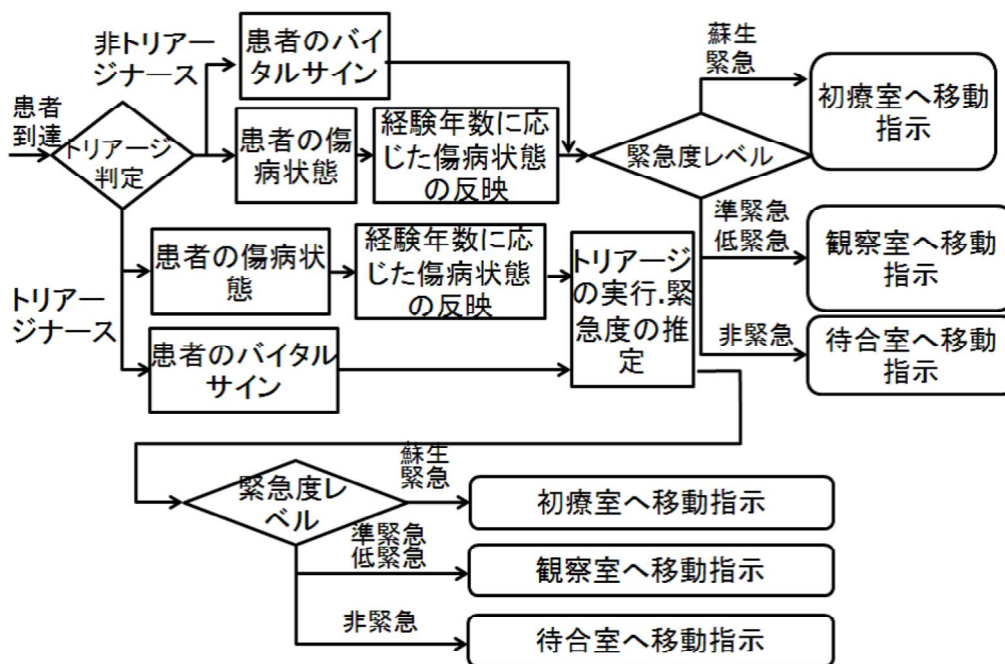 非トリアー
ジナース
患者のバイ
タルサイン
蘇生
緊急
初療室へ移動
指示
患者
到達
トリアージ
判定
患者の傷
病状態
経験年数に応
じた傷病状態
の反映
緊急度レベル
準緊急
低緊急
観察室へ移動
指示
非緊急
待合室へ移動
指示
トリアー
ジナース
患者の傷病状
態
経験年数に応
じた傷病状態
の反映
トリアージ
の実行.緊
急度の推
定
患者のバイタル
サイン
緊急度レ
ベル
蘇生
緊急
初療室へ移動指示
準緊急
低緊急
観察室へ移動指示
非緊急
待合室へ移動指示